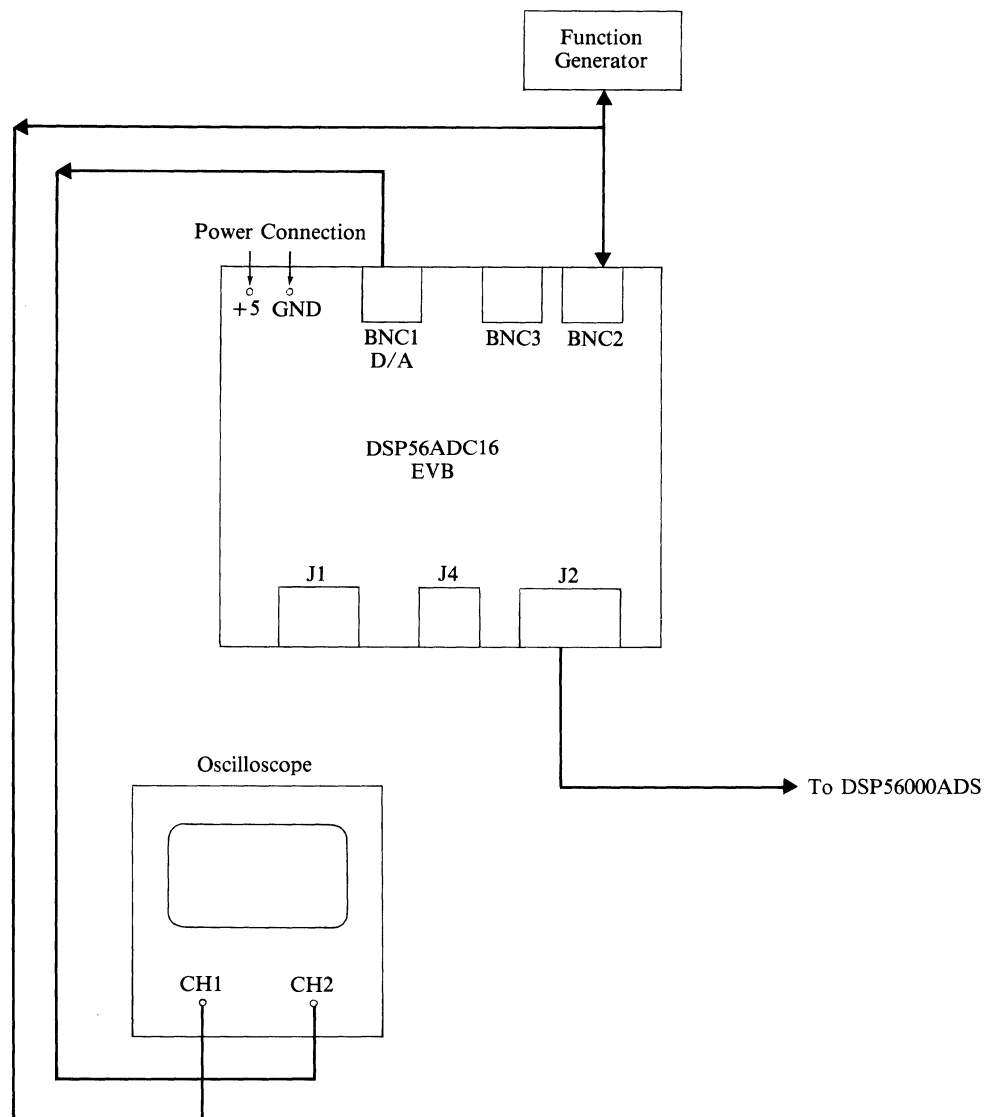 Function
Generator
Power Connection
+5 GND
BNC1
D/A
BNC3
BNC2
DSP56ADC16
EVB
J1
J4
J2
Oscilloscope
To DSP56000ADS
CH1
CH2